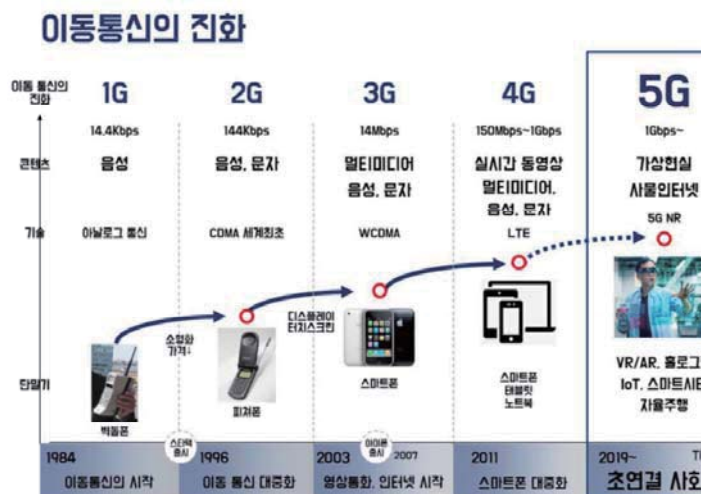 이동통신의 진화
이동 통신의
진화
1G
2G
3G
4G
5G
14.4Kbps
144Kbps
14Mbps
150Mbps~1Gbps
1Gbps~
콘텐츠
음성
음성, 문자
멀티미디어
음성, 문자
실시간 동영상
멀티미디어,
음성, 문자
가상현실
사물인터넷
기술
아날로그 통신
CDMA 세계최초
WCDMA
LTE
5G NR
소형화
가격↓
디스플레이
터치스크린
단말기
벽돌폰
피쳐폰
스마트폰
스마트폰
태블릿
노트북
VR/AR, 홀로그
IoT, 스마트시티
자율주행
스타텍
출시
아이폰
출시
1984
1996
2003
2007
2011
2019~
이동통신의 시작
이동 통신 대중화
영상통화, 인터넷 시작
스마트폰 대중화
초연결 사회